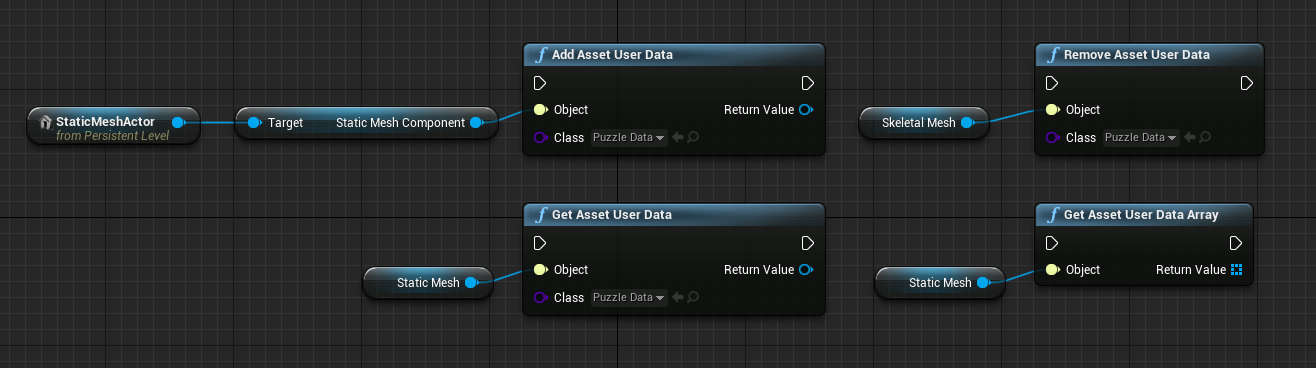 Add Asset User Data
StaticMeshActor
from Persistent Level
Target Static Mesh Component
Object Return Value
Class Puzzle Data
Remove Asset User Data
Skeletal Mesh
Object
Class Puzzle Data
Get Asset User Data
Static Mesh
Object Return Value
Class Puzzle Data
Get Asset User Data Array
Static Mesh
Object Return Value